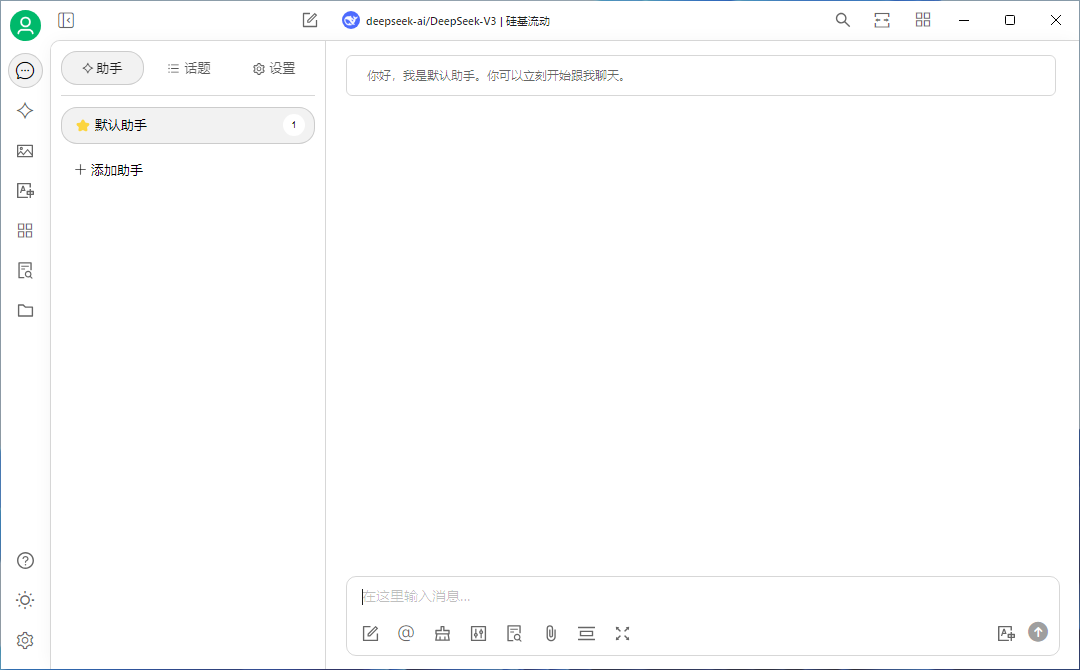 deepseek-ai/DeepSeek-V3 | 硅基流动
助手
话题
设置
你好，我是默认助手。你可以立刻开始跟我聊天。
默认助手
1
添加助手
在这里输入消息...